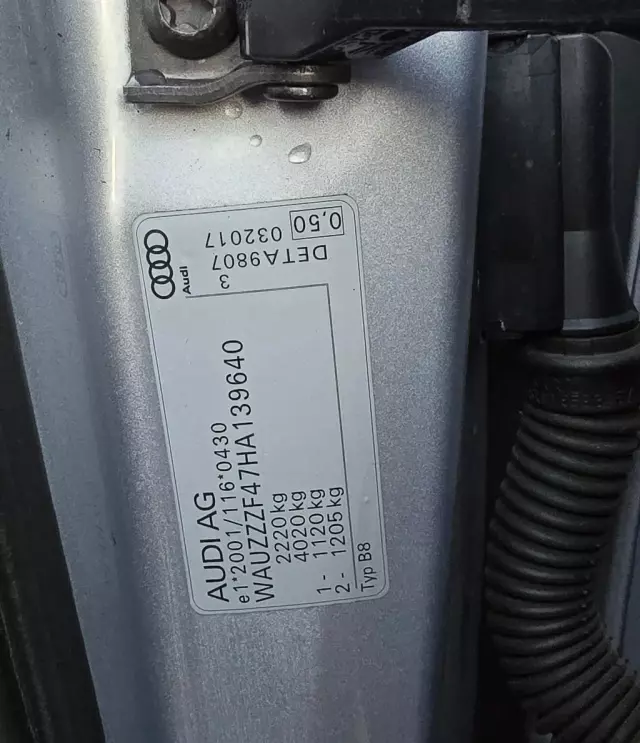 AUDI AG
e1*2001/116*0430
WAUZZZF47HA139640
2220 kg
4020 kg
1- 1120 kg
2- 1205 kg
Typ B8
Audi
3
DETA9807
032017 0,50